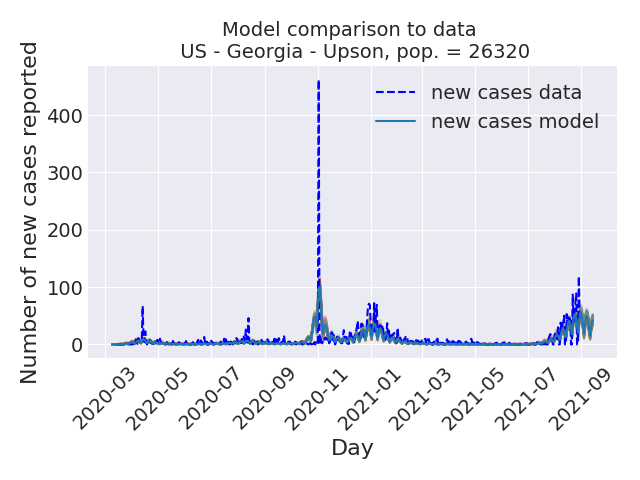 Model comparison to data
US - Georgia - Upson, pop. = 26320
Number of new cases reported
400
300
200
100
0
new cases data
new cases model
2020-03
2020-05
2020-07
2020-09
2020-11
2021-01
2021-03
2021-05
2021-07
2021-09
Day